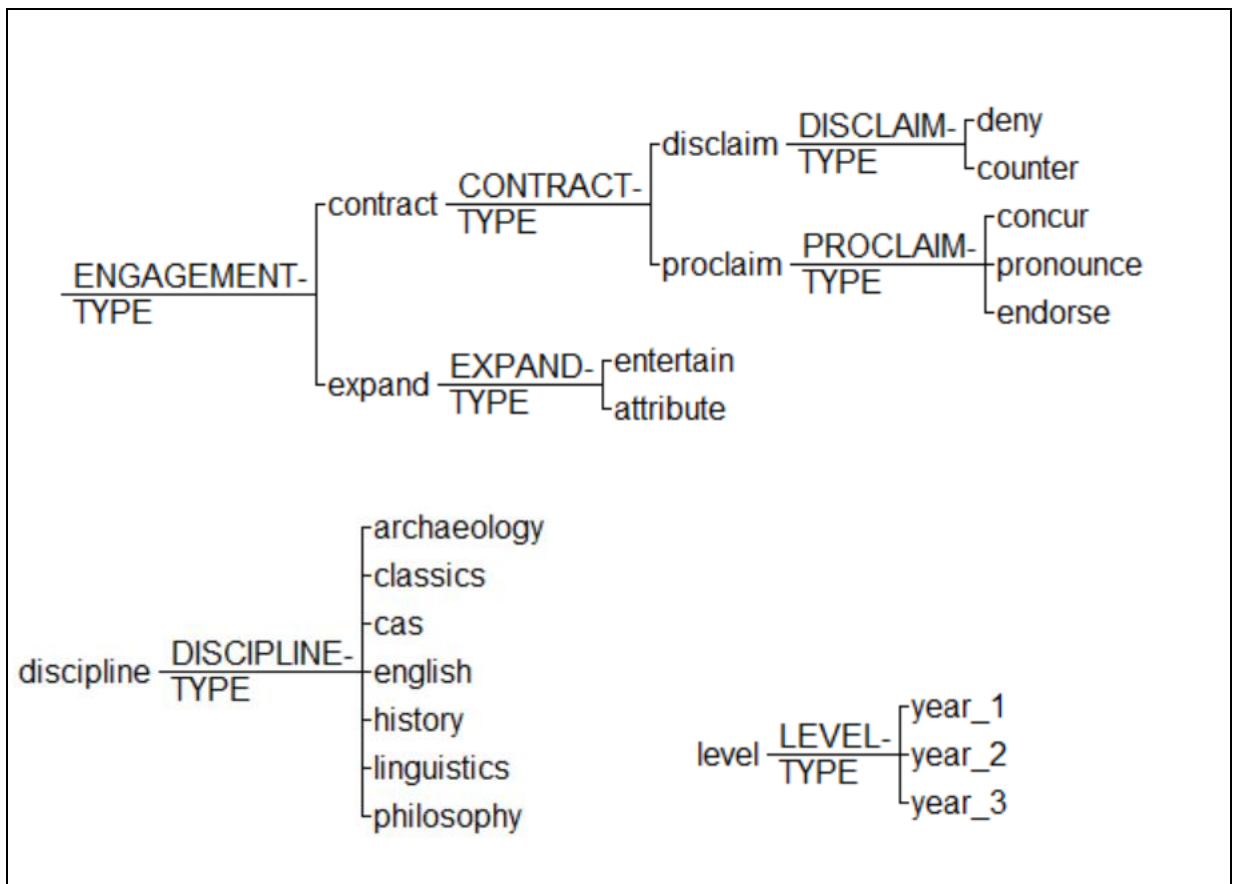 ENGAGEMENT-
TYPE
contract
CONTRACT-
TYPE
disclaim
DISCLAIM-
TYPE
deny
counter
proclaim
PROCLAIM-
TYPE
concur
pronounce
endorse
expand
EXPAND-
TYPE
entertain
attribute
discipline
DISCIPLINE-
TYPE
archaeology
classics
cas
english
history
linguistics
philosophy
level
LEVEL-
TYPE
year_1
year_2
year_3